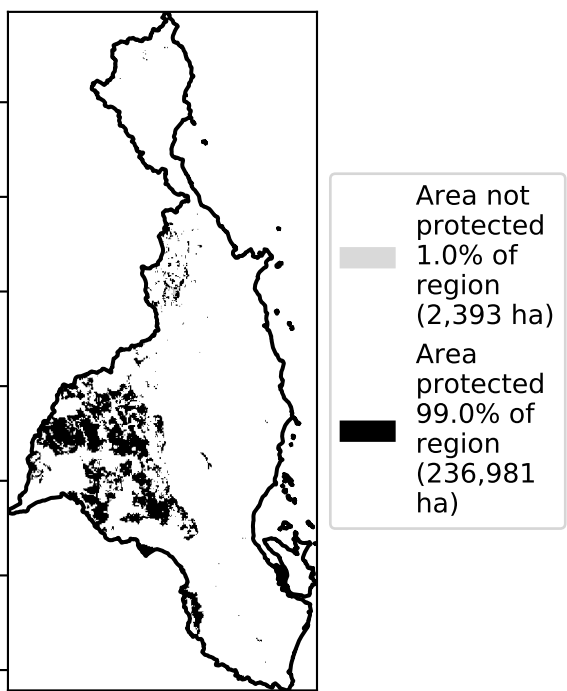 Area not
protected
1.0% of
region
(2,393 ha)
Area
protected
99.0% of
region
(236,981
ha)